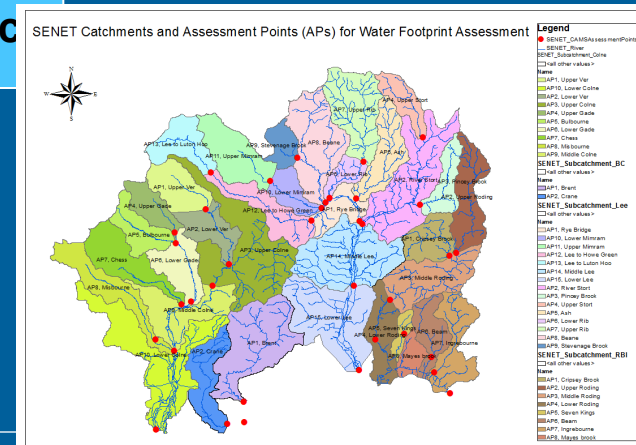 c
SENET Catchments and Assessment Points (APs) for Water Footprint Assessment
N
W
E
S
AP7, Upper Rib
AP4, Upper Stort
AP13, Lee to Luton Hoo
AP9, Stevenage Brook
AP8, Beane
AP11, Upper Mimram
AP5, Ash
AP6, Lower Rib
AP2, River Stort
AP3, Pincey Brook
AP1, Upper Ver
AP10, Lower Mimram
AP2, Upper Roding
AP4, Upper Gade
AP12, Lee to Howe Green
AP1, Rye Bridge
AP5, Bulbourne
AP2, Lower Ver
AP1, Cripsey Brook
AP7, Chess
AP6, Lower Gade
AP3, Upper Colne
AP14, Middle Lee
AP8, Misbourne
AP3, Middle Roding
AP9, Middle Colne
AP15, Lower Lee
AP5, Seven Kings
AP6, Beam
AP4, Lower Roding
AP7, Ingrebourne
AP10, Lower Colne
AP2, Crane
AP1, Brent
AP8, Mayes brook
Legend
SENET_CAMSAssessmentPoints
SENET_River
SENET_Subcatchment_Colne
<all other values>
Name
AP1, Upper Ver
AP10, Lower Colne
AP2, Lower Ver
AP3, Upper Colne
AP4, Upper Gade
AP5, Bulbourne
AP6, Lower Gade
AP7, Chess
AP8, Misbourne
AP9, Middle Colne
SENET_Subcatchment_BC
<all other values>
Name
AP1, Brent
AP2, Crane
SENET_Subcatchment_Lee
<all other values>
Name
AP1, Rye Bridge
AP10, Lower Mimram
AP11, Upper Mimram
AP12, Lee to Howe Green
AP13, Lee to Luton Hoo
AP14, Middle Lee
AP15, Lower Lee
AP2, River Stort
AP3, Pincey Brook
AP4, Upper Stort
AP5, Ash
AP6, Lower Rib
AP7, Upper Rib
AP8, Beane
AP9, Stevenage Brook
SENET_Subcatchment_RBI
<all other values>
Name
AP1, Cripsey Brook
AP2, Upper Roding
AP3, Middle Roding
AP4, Lower Roding
AP5, Seven Kings
AP6, Beam
AP7, Ingrebourne
AP8, Mayes brook